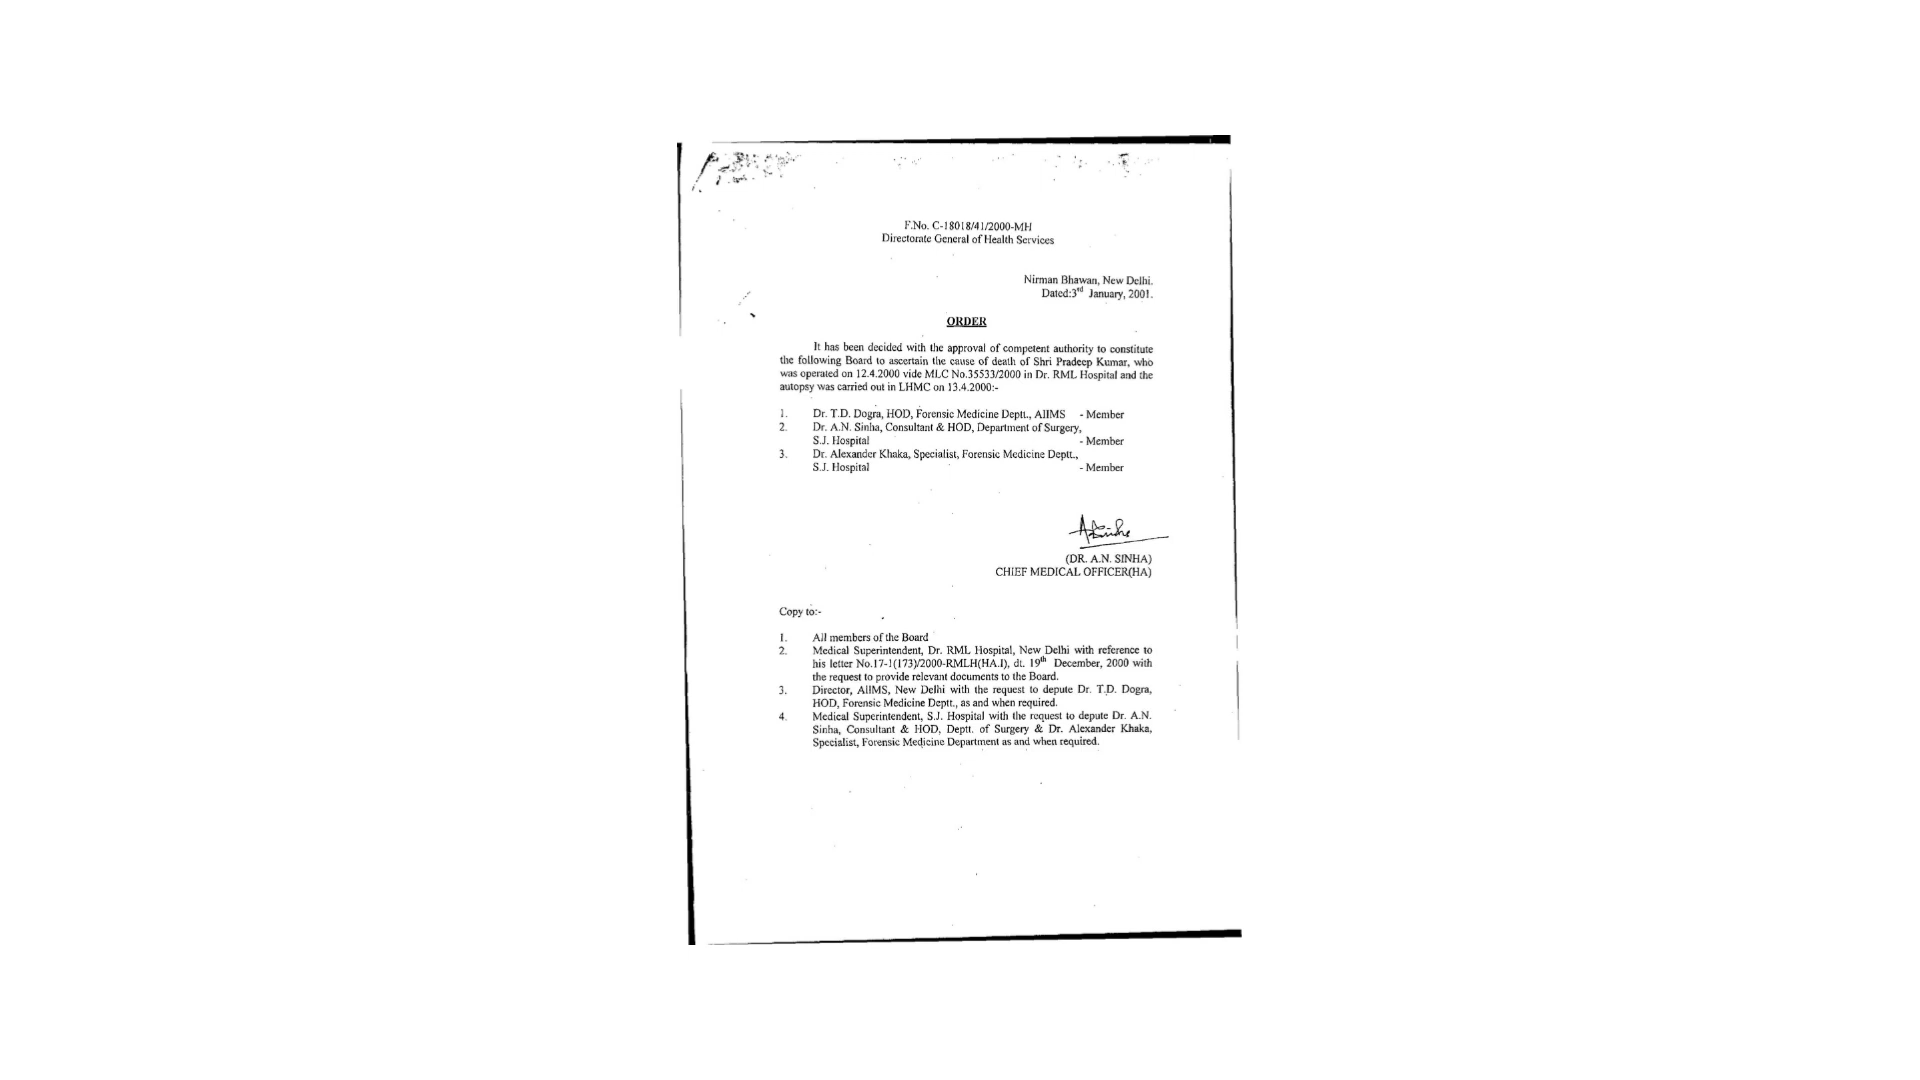 F.No. C-18018/41/2000-MH
Directorate General of Health Services
Nirman Bhawan, New Delhi.
Dated:3rd January, 2001.
ORDER
It has been decided with the approval of competent authority to constitute
the following Board to ascertain the cause of death of Shri Pradeep Kumar, who
was operated on 12.4.2000 vide MLC No.35533/2000 in Dr. RML Hospital and the
autopsy was carried out in LHMC on 13.4.2000:-
1. Dr. T.D. Dogra, HOD, Forensic Medicine Deptt., AIIMS - Member
2. Dr. A.N. Sinha, Consultant & HOD, Department of Surgery,
S.J. Hospital - Member
3. Dr. Alexander Khaka, Specialist, Forensic Medicine Deptt.,
S.J. Hospital - Member
(DR. A.N. SINHA)
CHIEF MEDICAL OFFICER(HA)
Copy to:-
1. All members of the Board
2. Medical Superintendent, Dr. RML Hospital, New Delhi with reference to
his letter No.17-1(173)/2000-RMLH(HA.I), dt. 19th December, 2000 with
the request to provide relevant documents to the Board.
3. Director, AIIMS, New Delhi with the request to depute Dr. T.D. Dogra,
HOD, Forensic Medicine Deptt., as and when required.
4. Medical Superintendent, S.J. Hospital with the request to depute Dr. A.N.
Sinha, Consultant & HOD, Deptt. of Surgery & Dr. Alexander Khaka,
Specialist, Forensic Medicine Department as and when required.